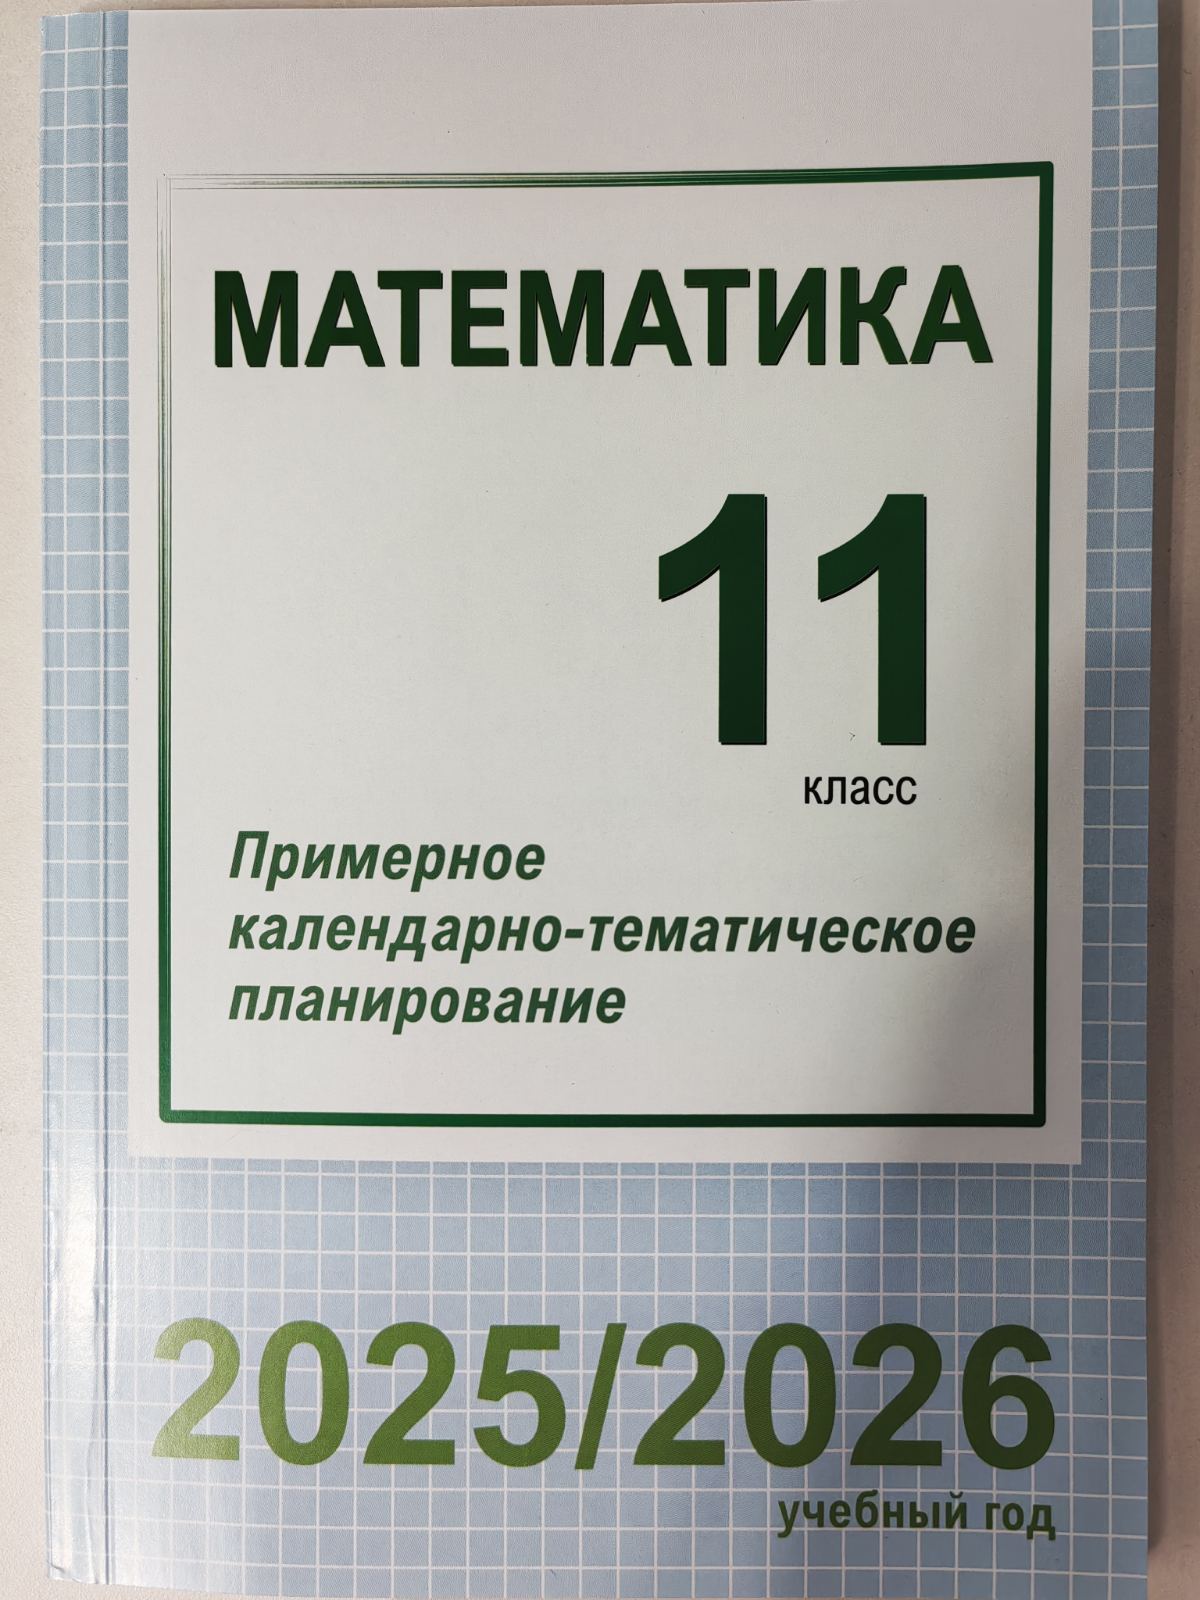 МАТЕМАТИКА
11
класс
Примерное
календарно-тематическое
планирование
2025/2026
учебный год